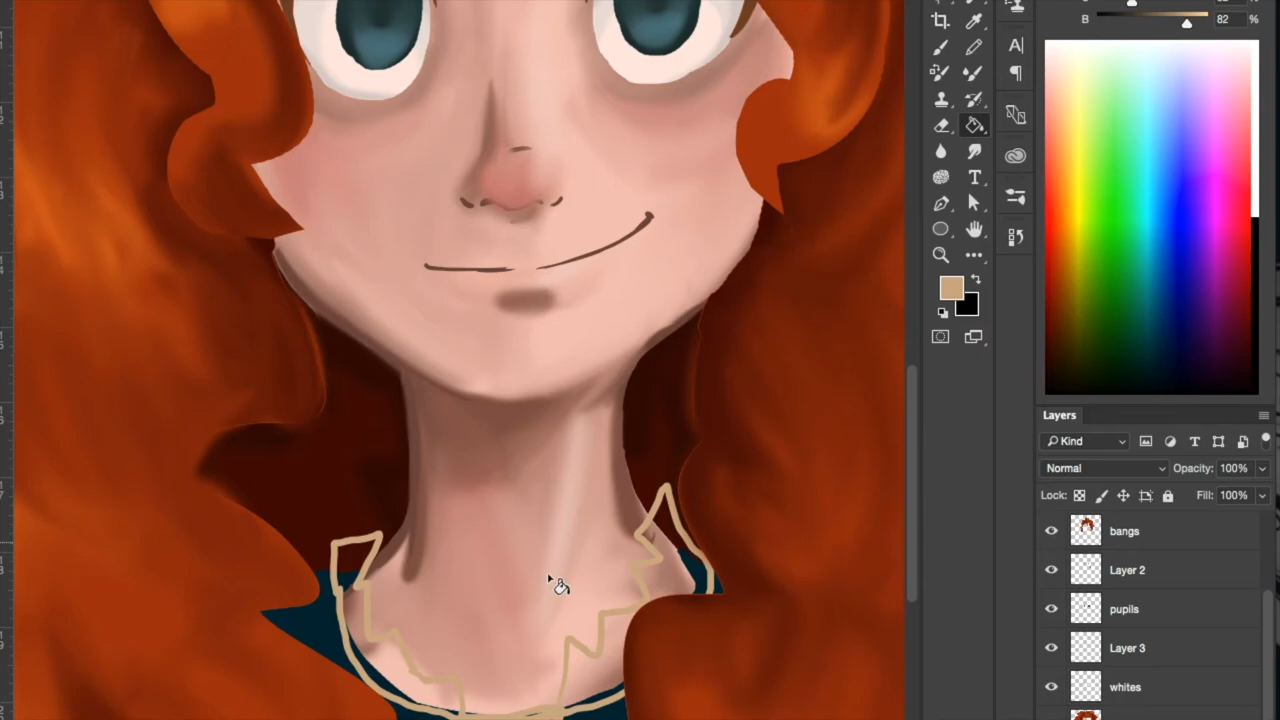 B 82 %
Layers
Kind
Normal Opacity: 100%
Lock: Fill: 100%
bangs
Layer 2
pupils
Layer 3
whites